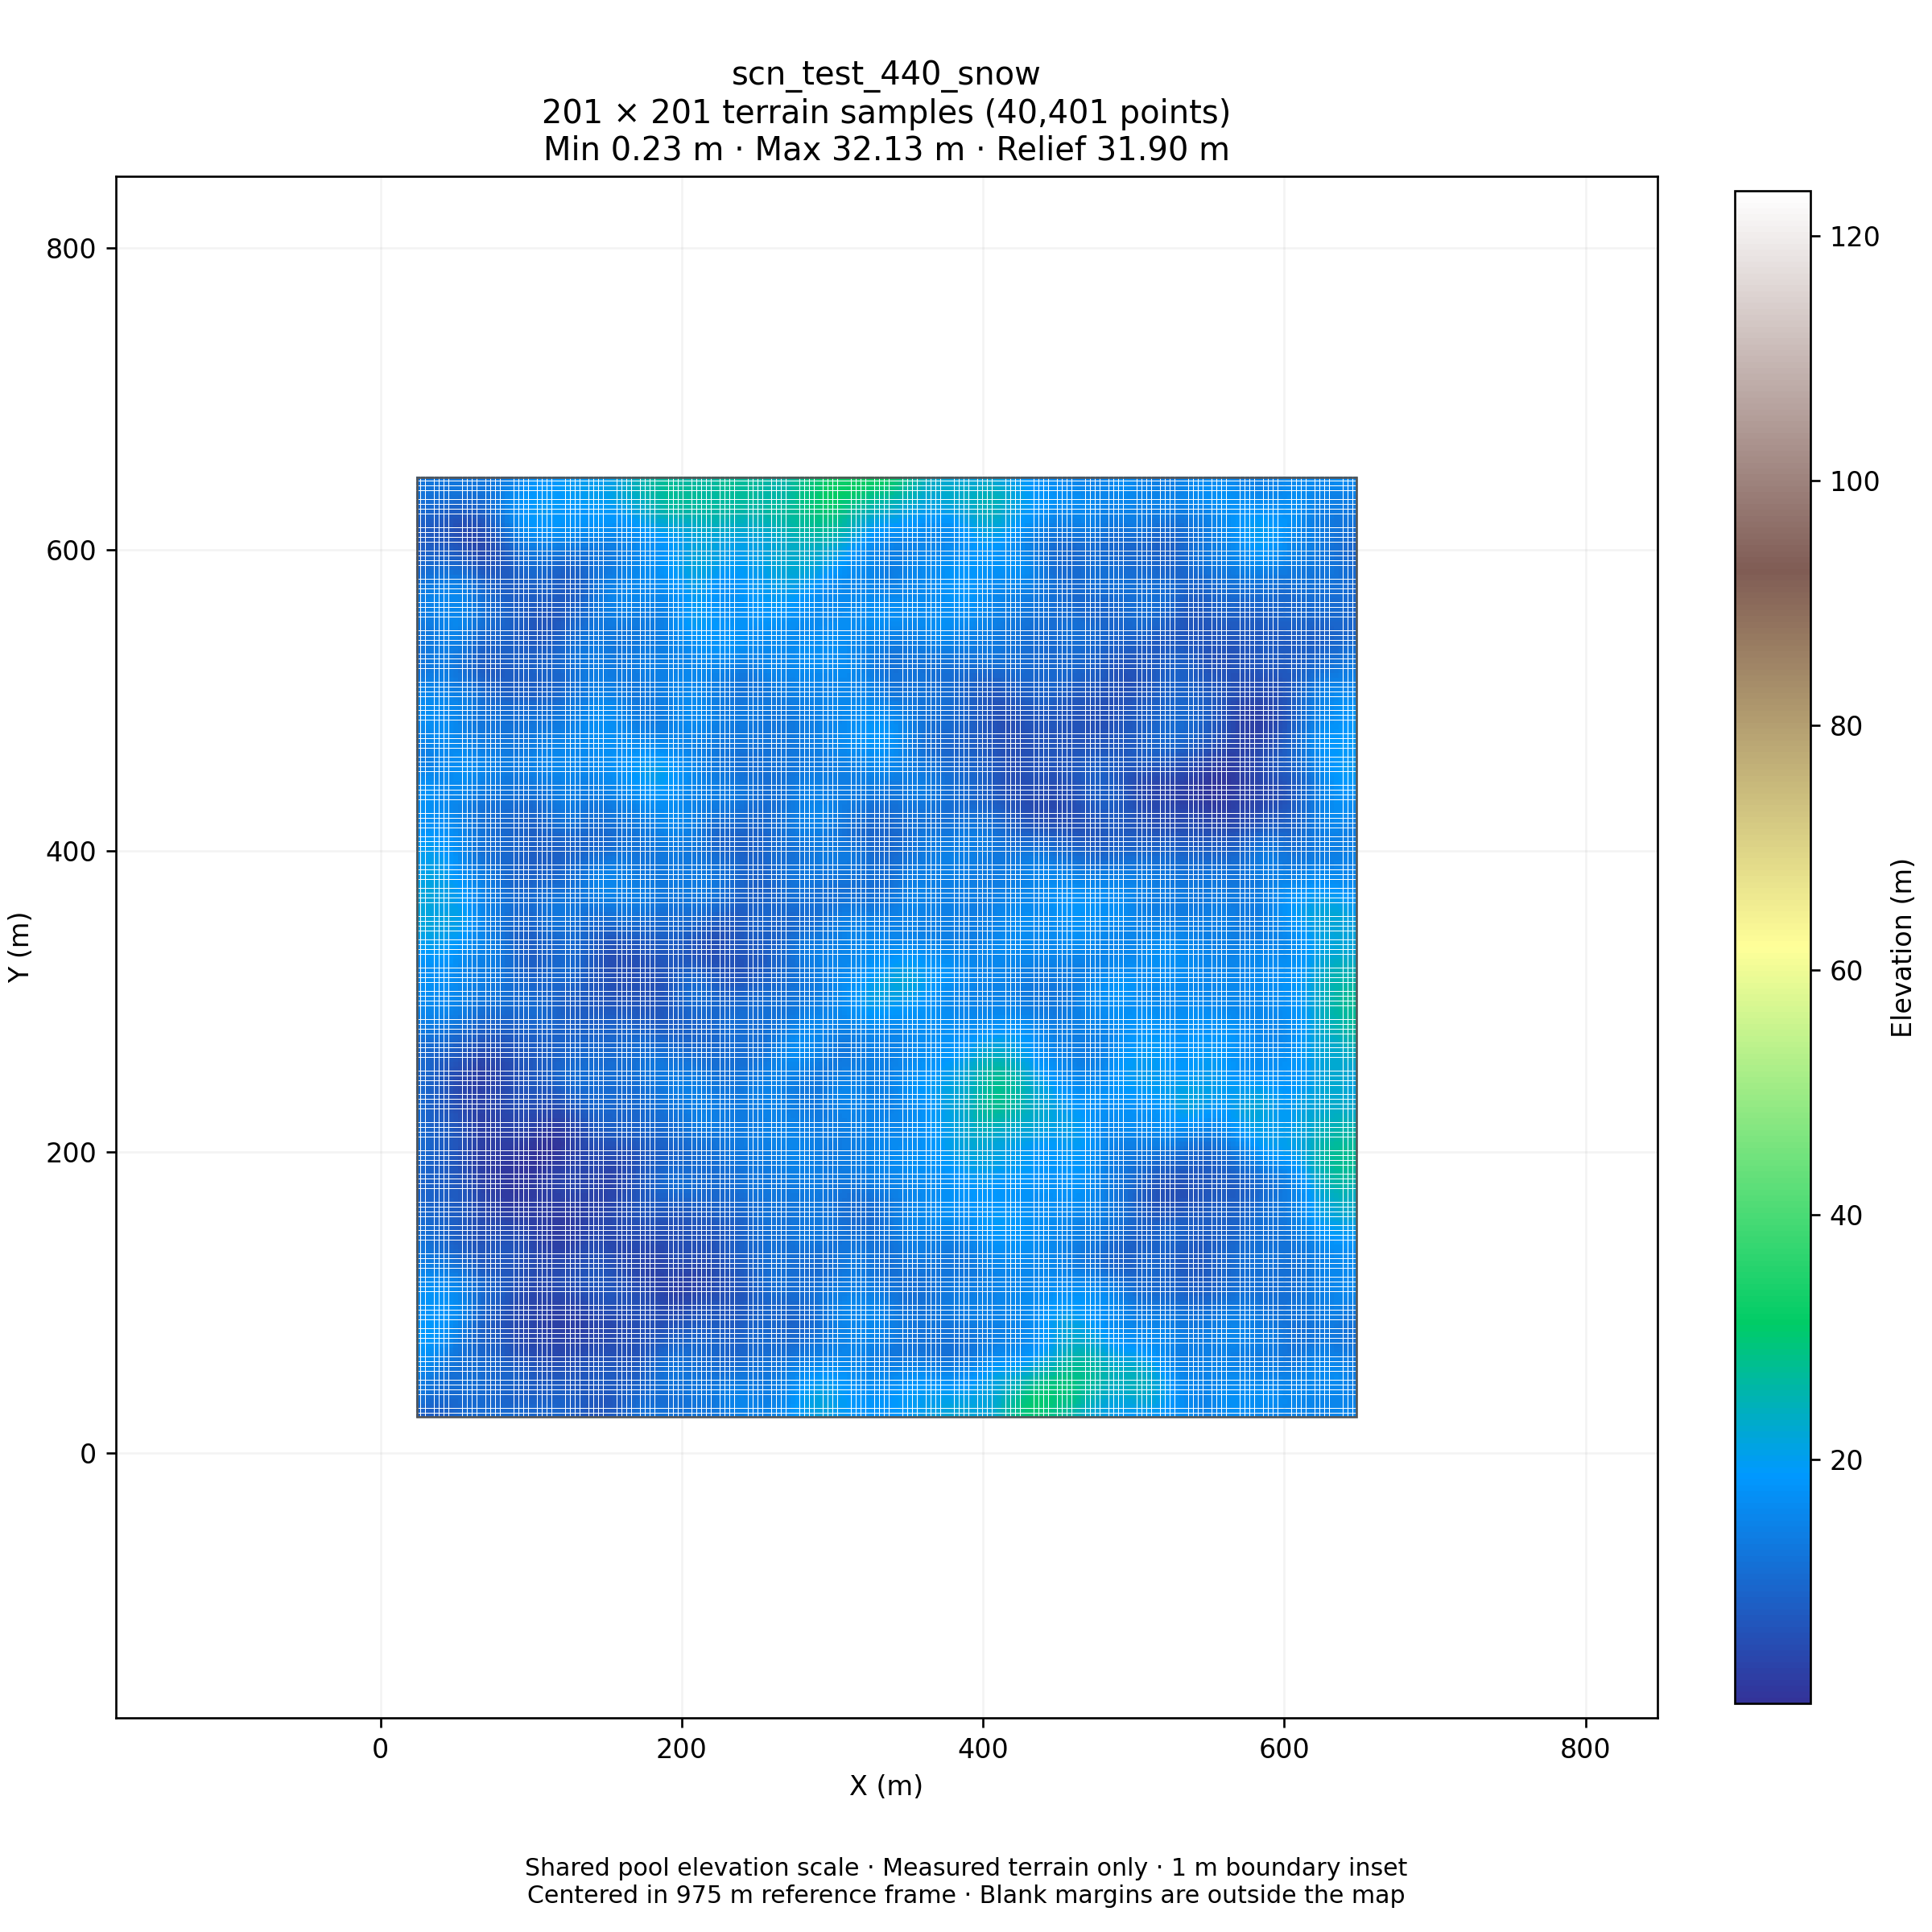 scn_test_440_snow
201 × 201 terrain samples (40,401 points)
Min 0.23 m · Max 32.13 m · Relief 31.90 m
800
600
400
200
0
Y (m)
0
200
400
600
800
X (m)
120
100
80
60
40
20
Elevation (m)
Shared pool elevation scale · Measured terrain only · 1 m boundary inset
Centered in 975 m reference frame · Blank margins are outside the map